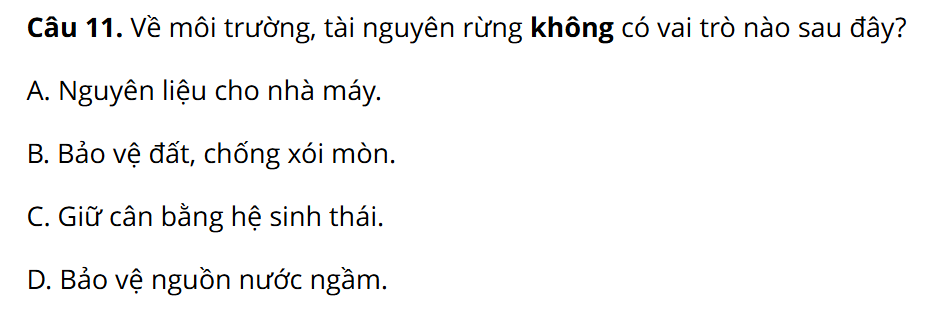 Câu 11. Về môi trường, tài nguyên rừng không có vai trò nào sau đây?
A. Nguyên liệu cho nhà máy.
B. Bảo vệ đất, chống xói mòn.
C. Giữ cân bằng hệ sinh thái.
D. Bảo vệ nguồn nước ngầm.